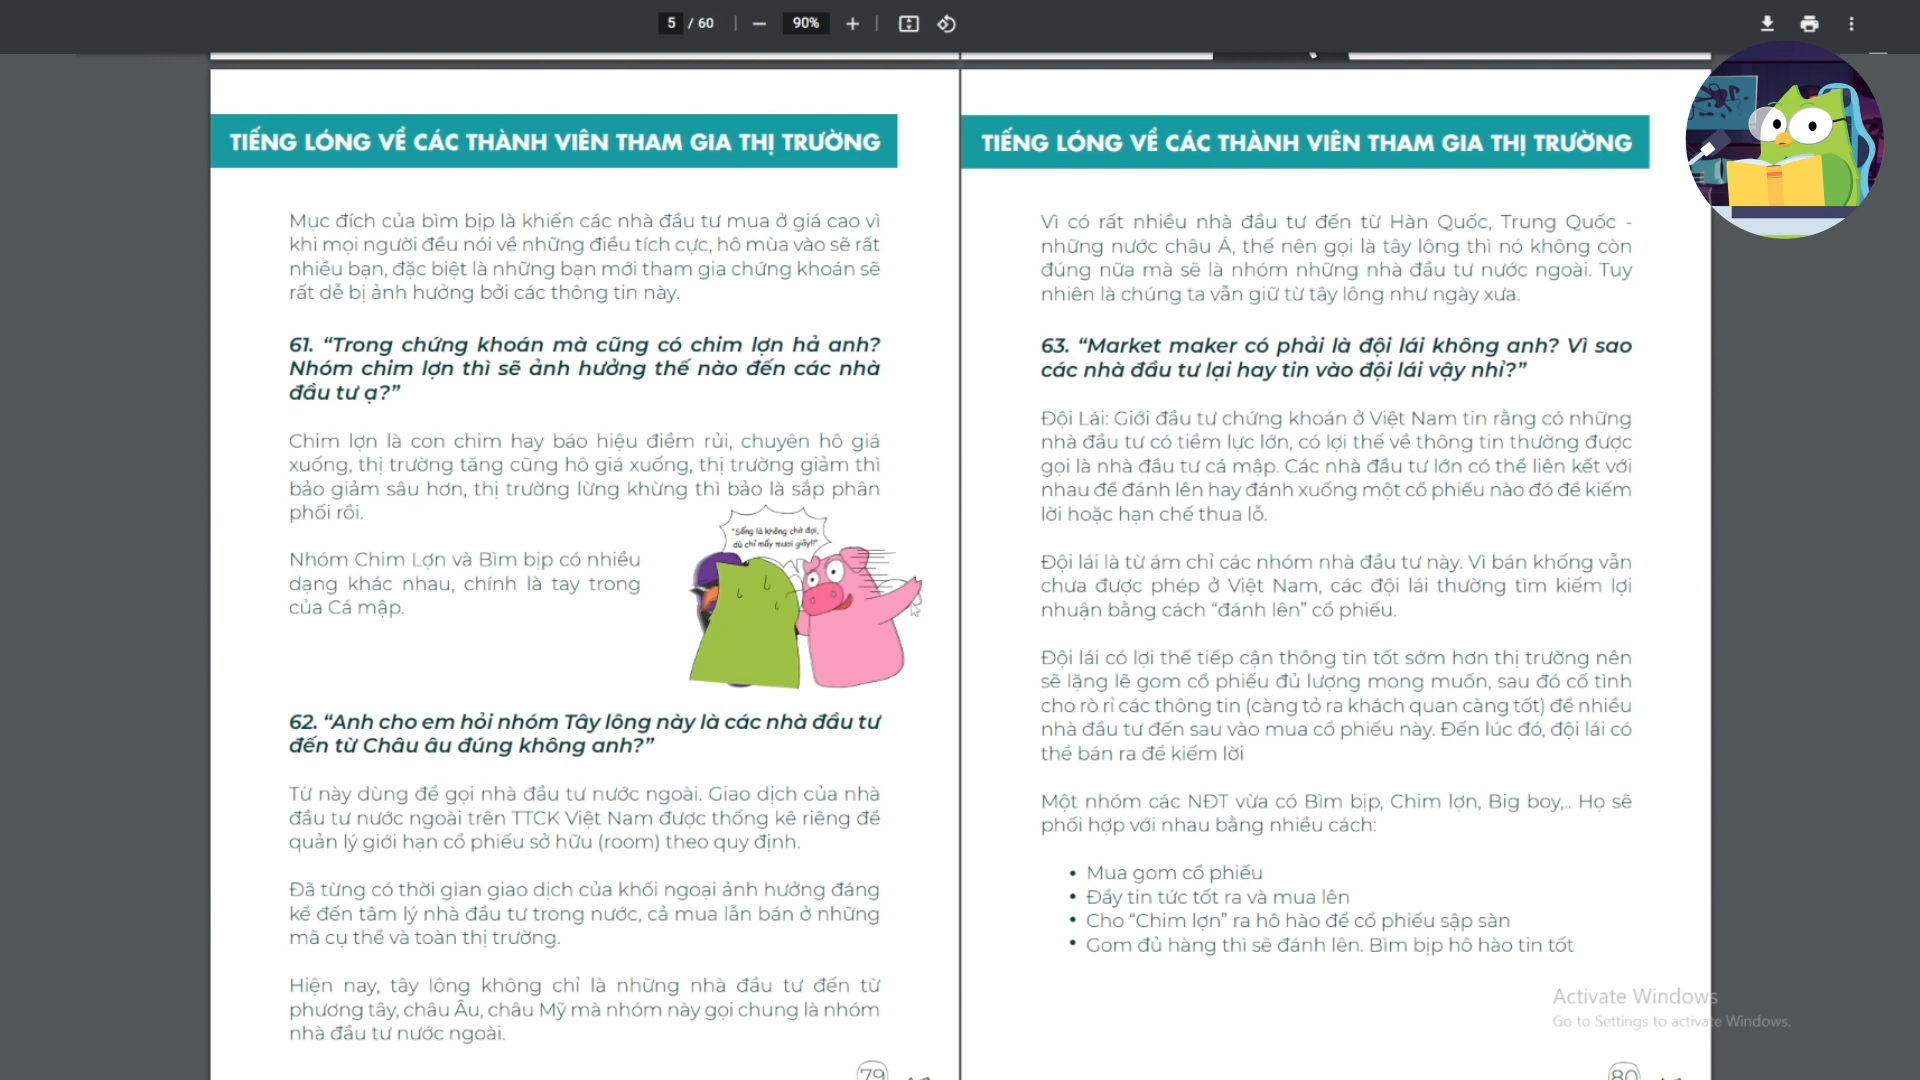 5 / 60
90%
TIẾNG LÓNG VỀ CÁC THÀNH VIÊN THAM GIA THỊ TRƯỜNG
Mục đích của bìm bịp là khiến các nhà đầu tư mua ở giá cao vì
khi mọi người đều nói về những điều tích cực, hô mùa vào sẽ rất
nhiều bạn, đặc biệt là những bạn mới tham gia chứng khoán sẽ
rất dễ bị ảnh hưởng bởi các thông tin này.
61. “Trong chứng khoán mà cũng có chim lợn hả anh?
Nhóm chim lợn thì sẽ ảnh hưởng thế nào đến các nhà
đầu tư ạ?”
Chim lợn là con chim hay báo hiệu điềm rủi, chuyên hô giá
xuống, thị trường tăng cũng hô giá xuống, thị trường giảm thì
bảo giảm sâu hơn, thị trường lừng khừng thì bảo là sắp phân
phối rồi.
"Sống là không chờ đợi,
dù chỉ mấy mươi giây!!"
Nhóm Chim Lợn và Bìm bịp có nhiều
dạng khác nhau, chính là tay trong
của Cá mập.
62. “Anh cho em hỏi nhóm Tây lông này là các nhà đầu tư
đến từ Châu âu đúng không anh?”
Từ này dùng để gọi nhà đầu tư nước ngoài. Giao dịch của nhà
đầu tư nước ngoài trên TTCK Việt Nam được thống kê riêng để
quản lý giới hạn cổ phiếu sở hữu (room) theo quy định.
Đã từng có thời gian giao dịch của khối ngoại ảnh hưởng đáng
kể đến tâm lý nhà đầu tư trong nước, cả mua lẫn bán ở những
mã cụ thể và toàn thị trường.
Hiện nay, tây lông không chỉ là những nhà đầu tư đến từ
phương tây, châu Âu, châu Mỹ mà nhóm này gọi chung là nhóm
nhà đầu tư nước ngoài.
79
TIẾNG LÓNG VỀ CÁC THÀNH VIÊN THAM GIA THỊ TRƯỜNG
Vì có rất nhiều nhà đầu tư đến từ Hàn Quốc, Trung Quốc -
những nước châu Á, thế nên gọi là tây lông thì nó không còn
đúng nữa mà sẽ là nhóm những nhà đầu tư nước ngoài. Tuy
nhiên là chúng ta vẫn giữ từ tây lông như ngày xưa.
63. “Market maker có phải là đội lái không anh? Vì sao
các nhà đầu tư lại hay tin vào đội lái vậy nhỉ?”
Đội Lái: Giới đầu tư chứng khoán ở Việt Nam tin rằng có những
nhà đầu tư có tiềm lực lớn, có lợi thế về thông tin thường được
gọi là nhà đầu tư cá mập. Các nhà đầu tư lớn có thể liên kết với
nhau để đánh lên hay đánh xuống một cổ phiếu nào đó để kiếm
lời hoặc hạn chế thua lỗ.
Đội lái là từ ám chỉ các nhóm nhà đầu tư này. Vì bán khống vẫn
chưa được phép ở Việt Nam, các đội lái thường tìm kiếm lợi
nhuận bằng cách “đánh lên” cổ phiếu.
Đội lái có lợi thế tiếp cận thông tin tốt sớm hơn thị trường nên
sẽ lặng lẽ gom cổ phiếu đủ lượng mong muốn, sau đó cố tình
cho rò rỉ các thông tin (càng tỏ ra khách quan càng tốt) để nhiều
nhà đầu tư đến sau vào mua cổ phiếu này. Đến lúc đó, đội lái có
thể bán ra để kiếm lời
Một nhóm các NĐT vừa có Bìm bịp, Chim lợn, Big boy,.. Họ sẽ
phối hợp với nhau bằng nhiều cách:
• Mua gom cổ phiếu
• Đẩy tin tức tốt ra và mua lên
• Cho “Chim lợn” ra hô hào để cổ phiếu sập sàn
• Gom đủ hàng thì sẽ đánh lên. Bìm bịp hô hào tin tốt
80
Activate Windows
Go to Settings to activate Windows.